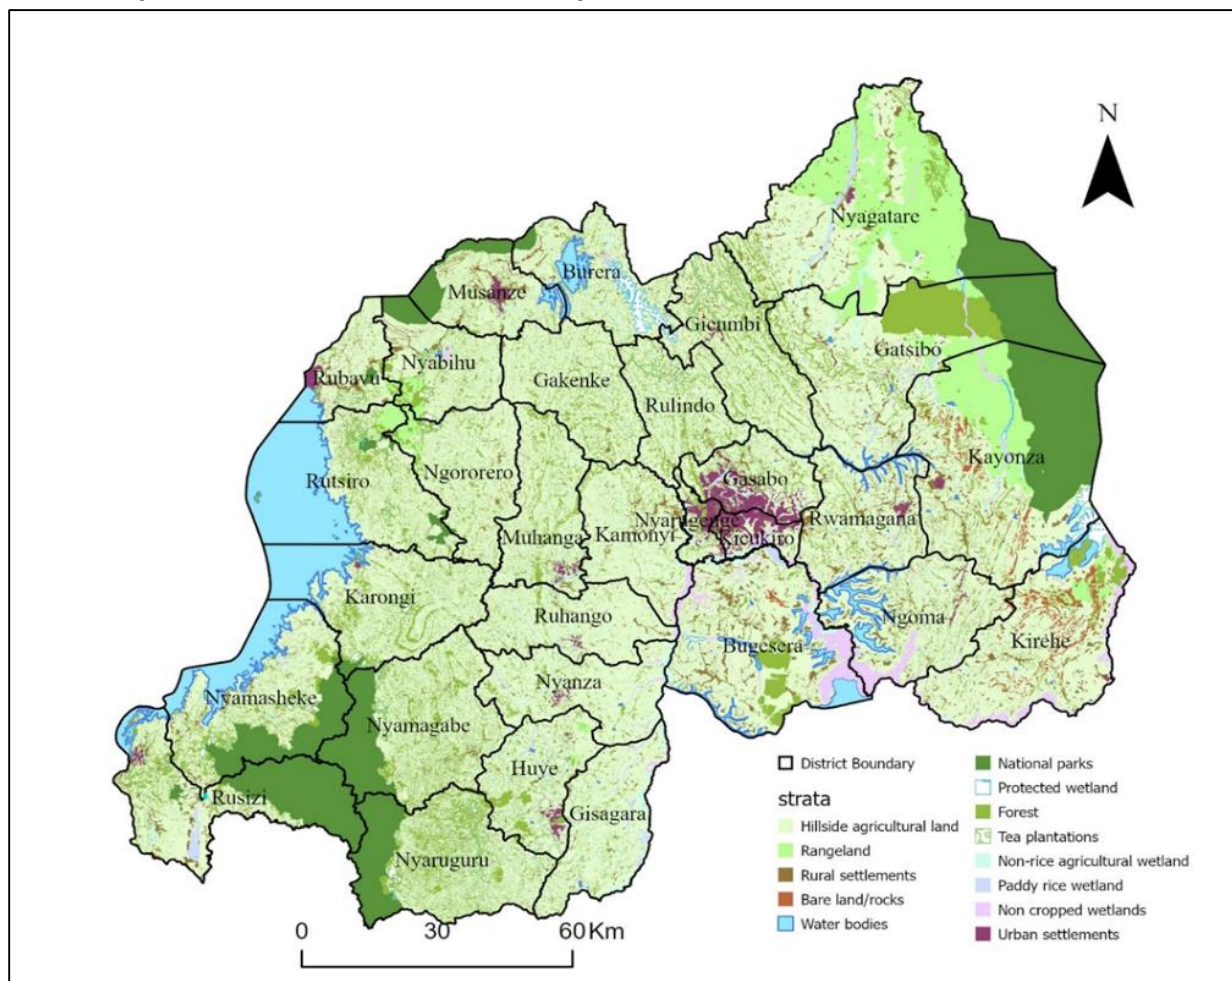 N
Nyagatare
Burera
Musanze
Gicumbi
Gatsibo
Nyabihu
Rubavu
Gakenke
Rulindo
Kayonza
Ngororero
Gasabo
Rutsiro
Nyarugenge
Rwamagana
Muhanga
Kamonyi
Kicukiro
Karongi
Ruhango
Ngoma
Kirehe
Bugesera
Nyanza
Nyamasheke
Nyamagabe
Huye
Rusizi
Gisagara
Nyaruguru
District Boundary
strata
Hillside agricultural land
Rangeland
Rural settlements
Bare land/rocks
Water bodies
National parks
Protected wetland
Forest
Tea plantations
Non-rice agricultural wetland
Paddy rice wetland
Non cropped wetlands
Urban settlements
0 30 60 Km